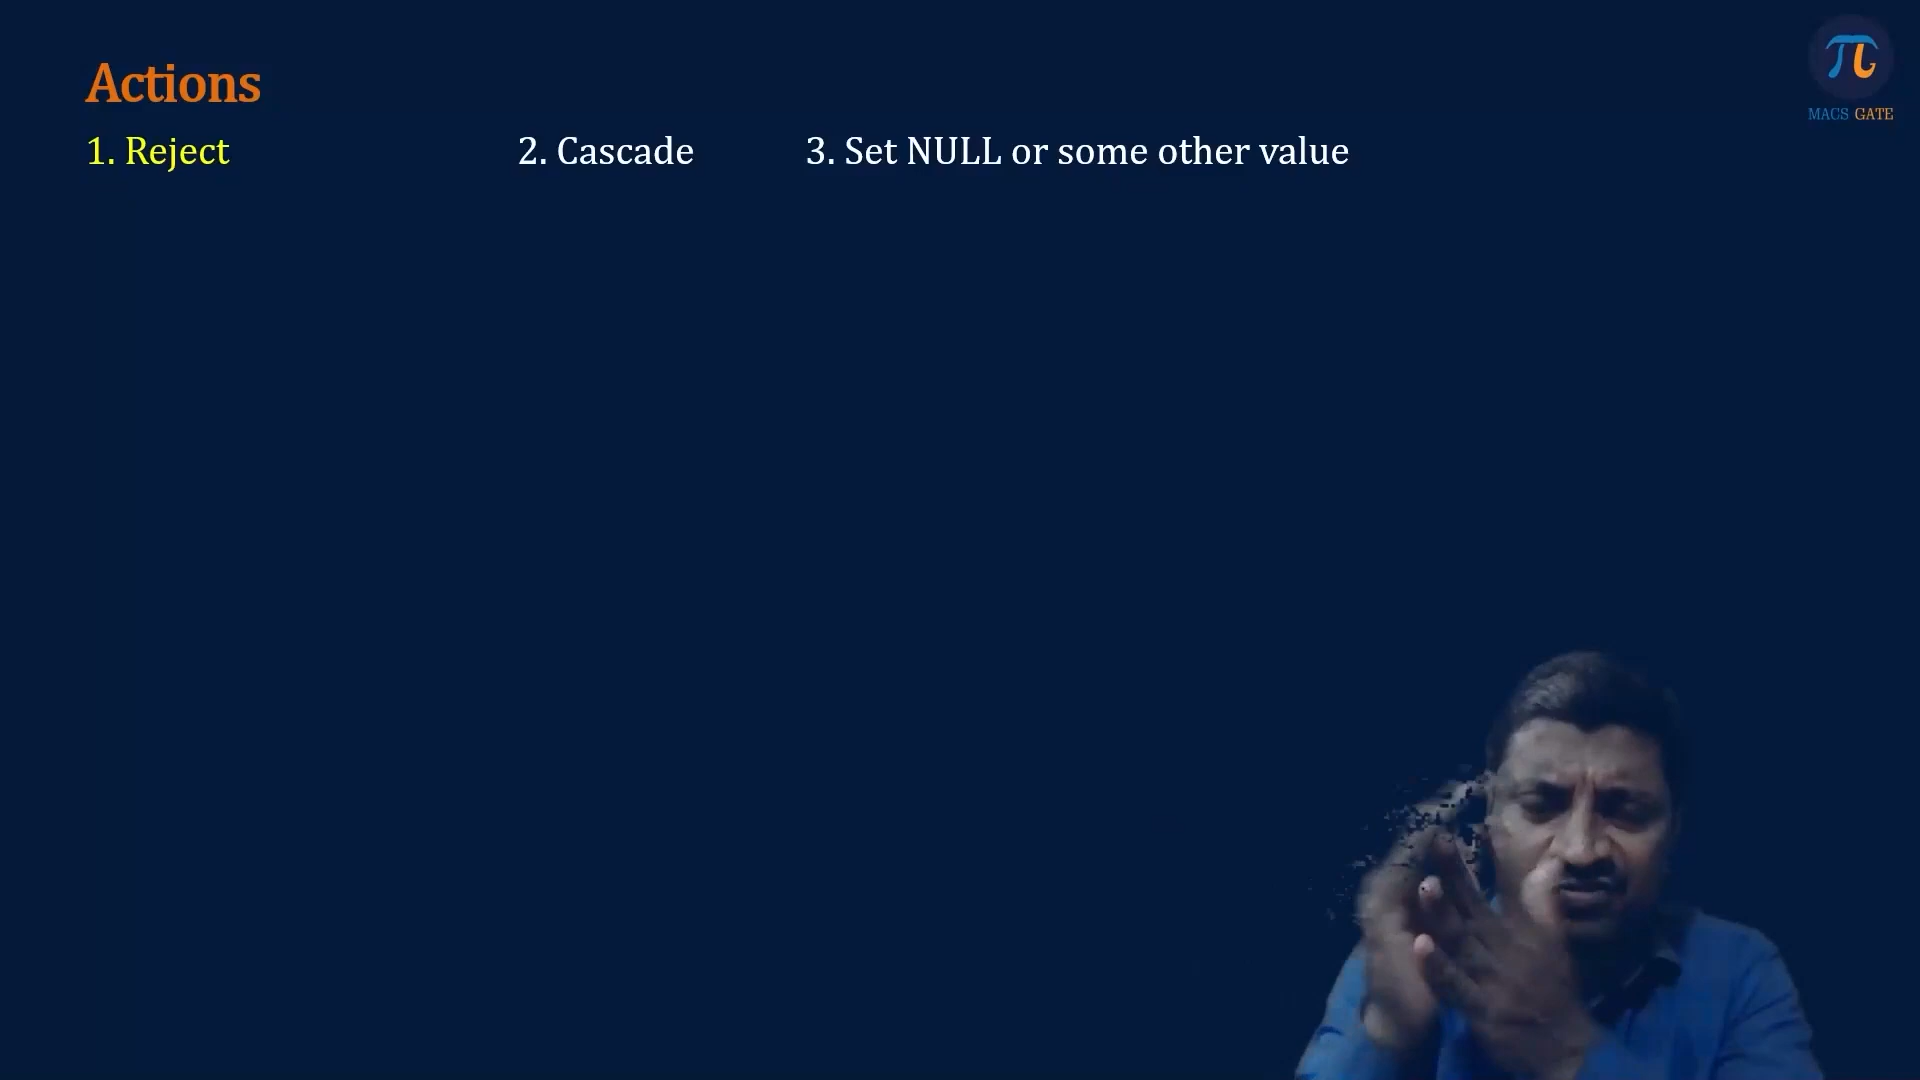 Actions
1. Reject 2. Cascade 3. Set NULL or some other value
MACS GATE